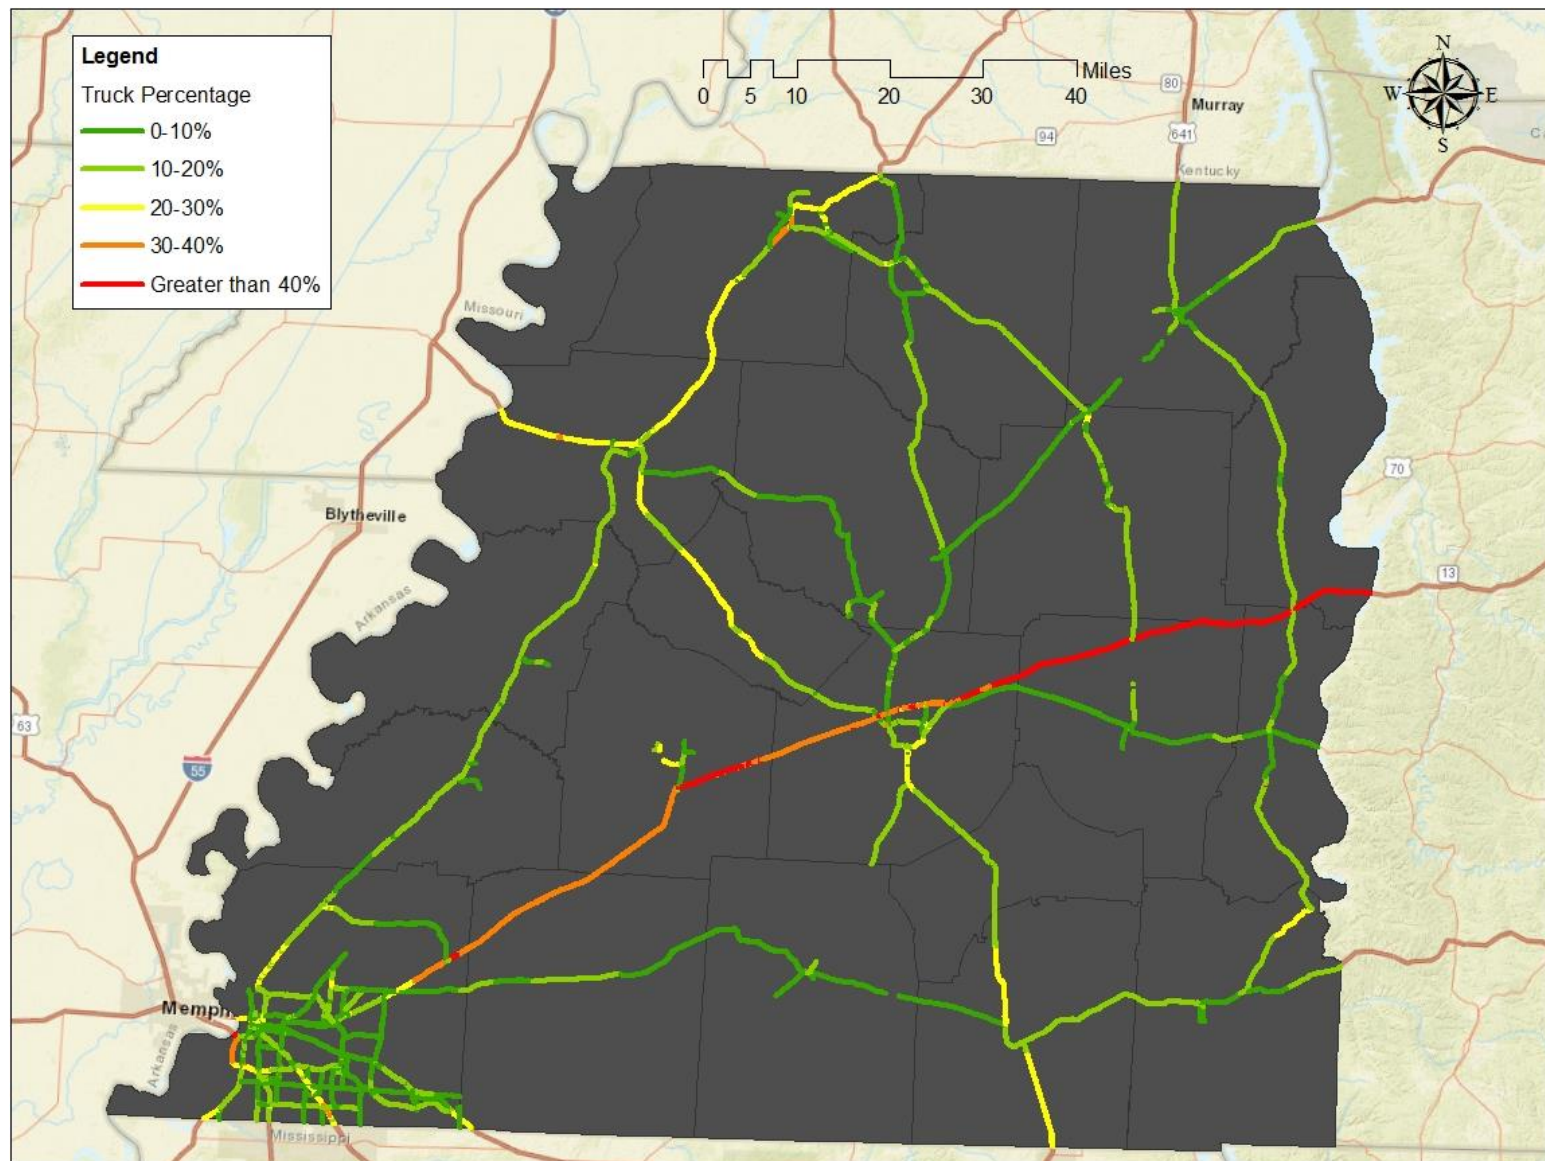 Legend
Truck Percentage
0-10%
10-20%
20-30%
30-40%
Greater than 40%
Miles
0 5 10 20 30 40
N
W E
S
80
Murray
94
641
Kentucky
Missouri
70
Blytheville
13
Arkansas
63
55
Memph
Arkansas
Mississippi